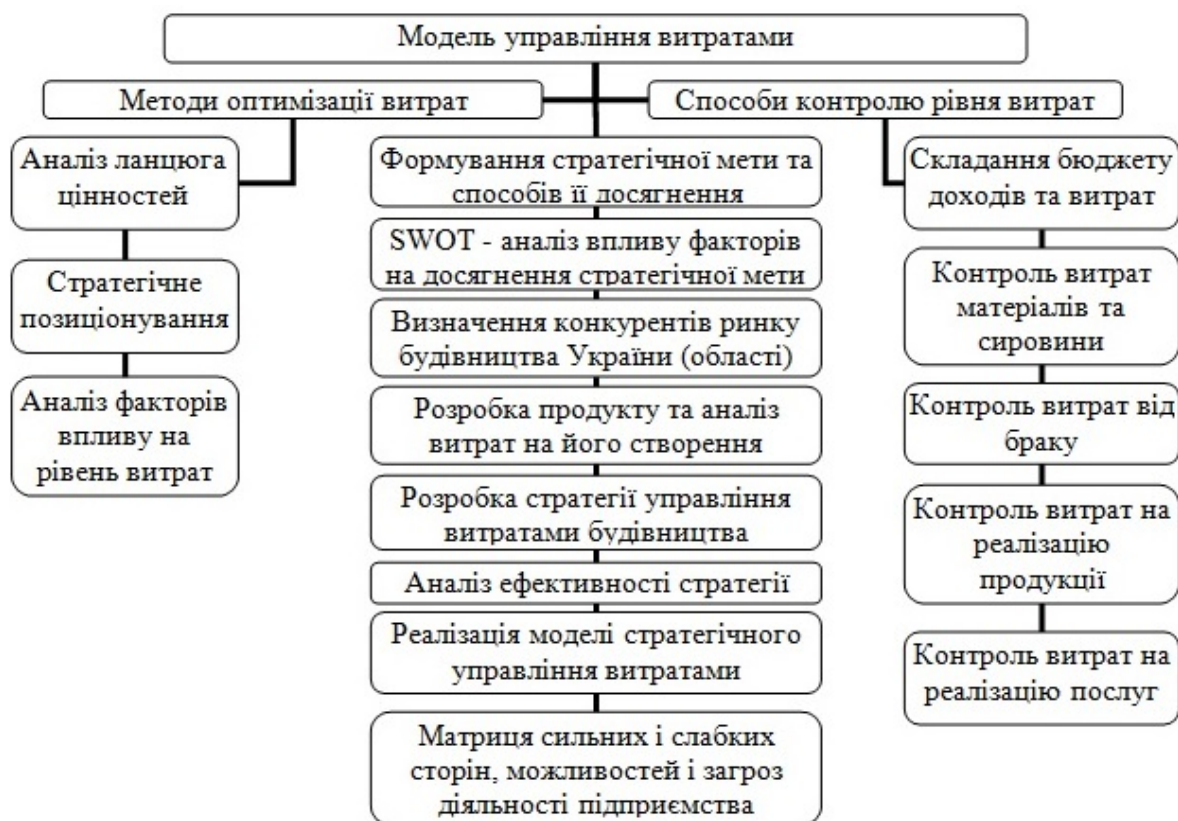 Модель управління витратами
Методи оптимізації витрат
Способи контролю рівня витрат
Аналіз ланцюга
цінностей
Стратегічне
позиціонування
Аналіз факторів
впливу на
рівень витрат
Формування стратегічної мети та
способів її досягнення
SWOT - аналіз впливу факторів
на досягнення стратегічної мети
Визначення конкурентів ринку
будівництва України (області)
Розробка продукту та аналіз
витрат на його створення
Розробка стратегії управління
витратами будівництва
Аналіз ефективності стратегії
Реалізація моделі стратегічного
управління витратами
Матриця сильних і слабких
сторін, можливостей і загроз
діяльності підприємства
Складання бюджету
доходів та витрат
Контроль витрат
матеріалів та
сировини
Контроль витрат від
браку
Контроль витрат на
реалізацію
продукції
Контроль витрат на
реалізацію послуг